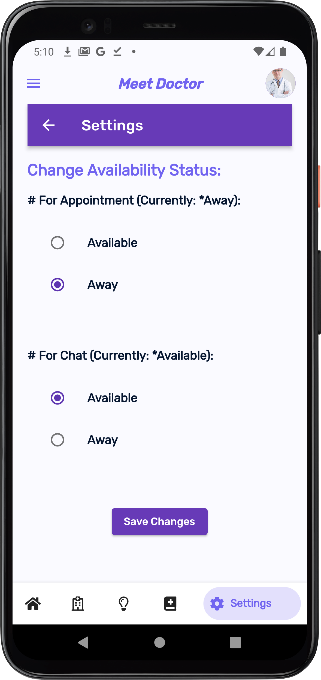 5:10
Meet Doctor
Settings
Change Availability Status:
# For Appointment (Currently: *Away):
Available
Away
# For Chat (Currently: *Available):
Available
Away
Save Changes
Settings